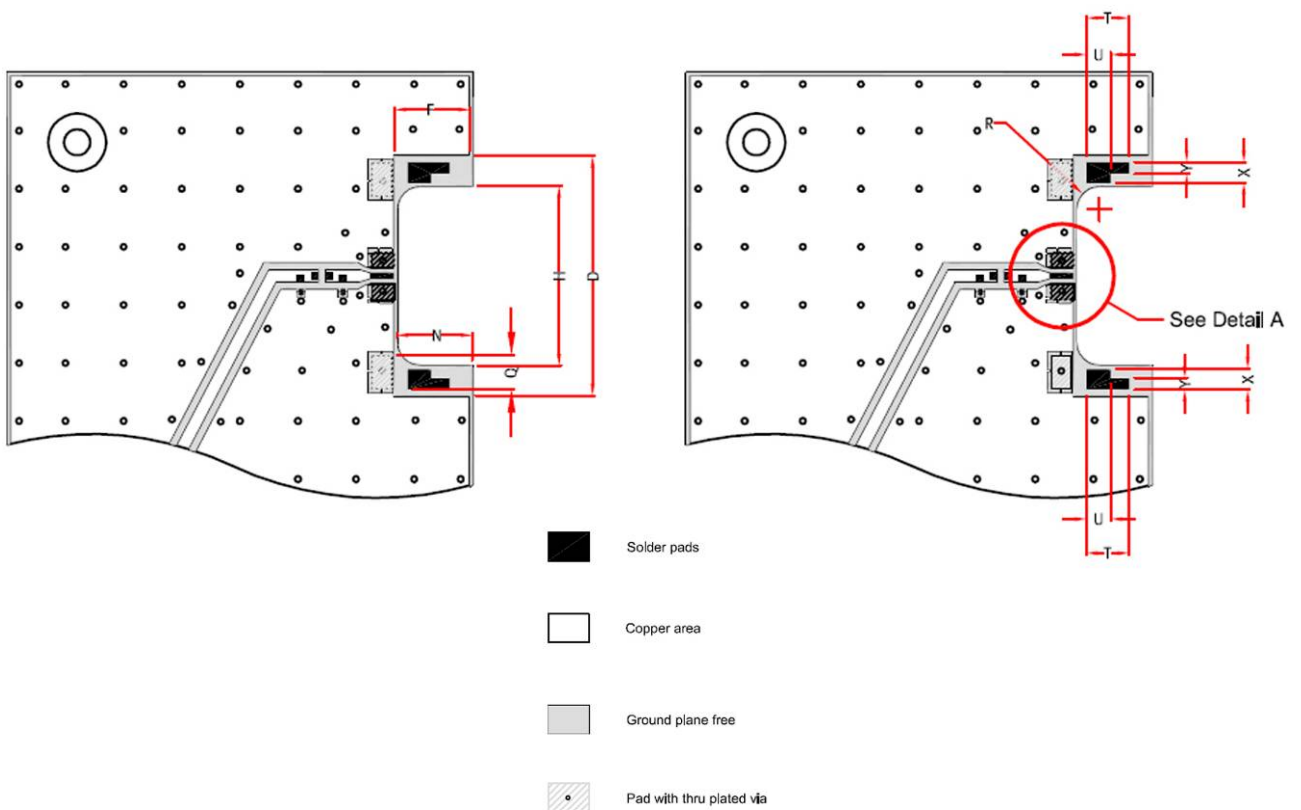 T
U
F
R
Y
X
H
D
See Detail A
N
Q
Y
X
U
T
Solder pads
Copper area
Ground plane free
Pad with thru plated via